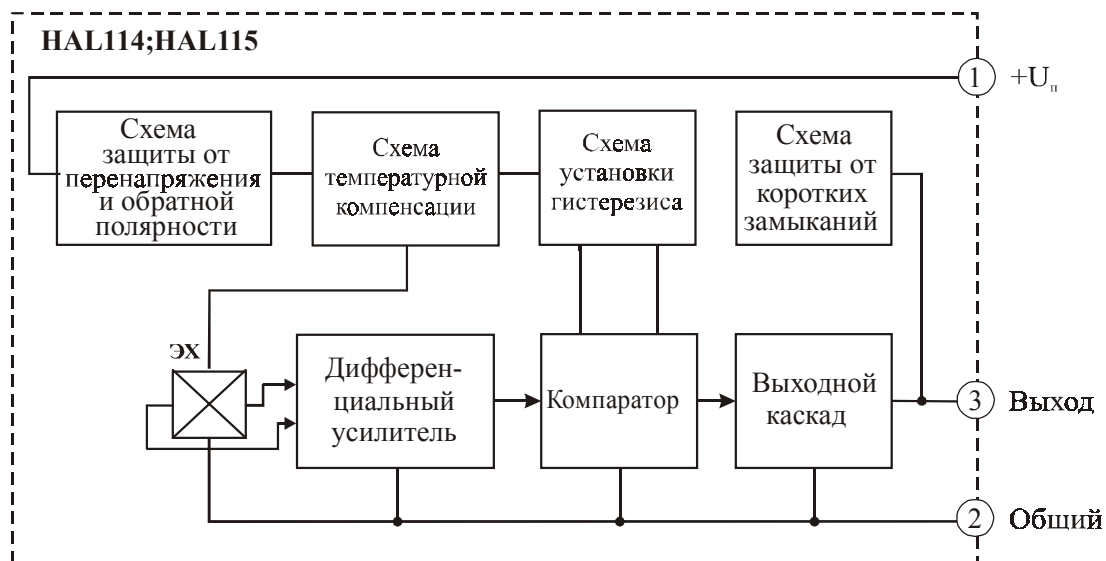 HAL114;HAL115
1
+Uп
Схема
защиты от
перенапряжения
и обратной
полярности
Схема
температурной
компенсации
Схема
установки
гистерезиса
Схема
защиты от
коротких
замыканий
ЭХ
Дифферен-
циальный
усилитель
Компаратор
Выходной
каскад
3
Выход
2
Общий